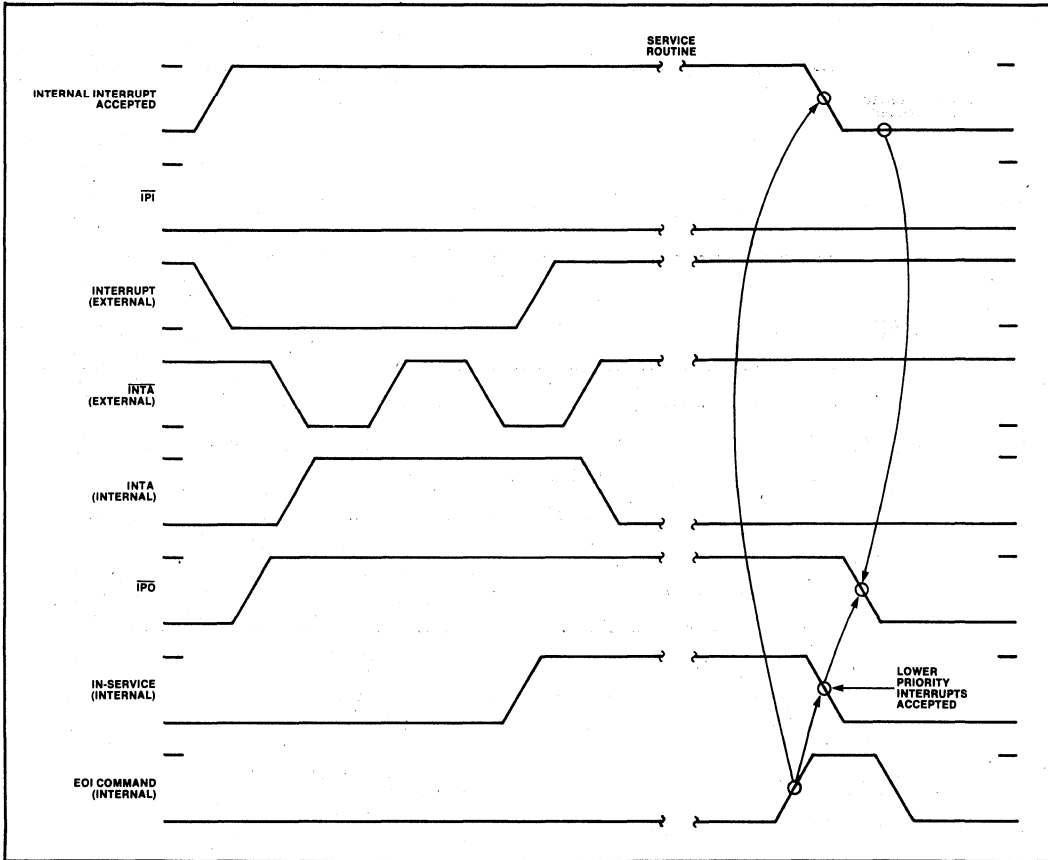 SERVICE
ROUTINE
INTERNAL INTERRUPT
ACCEPTED
IPI
INTERRUPT
(EXTERNAL)
INTA
(EXTERNAL)
INTA
(INTERNAL)
IPO
IN-SERVICE
(INTERNAL)
LOWER
PRIORITY
INTERRUPTS
ACCEPTED
EOI COMMAND
(INTERNAL)